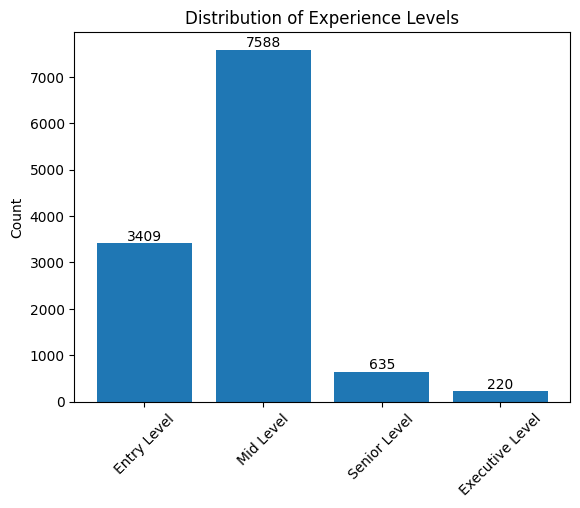 Distribution of Experience Levels
Count
7000
6000
5000
4000
3000
2000
1000
0
3409
7588
635
220
Entry Level
Mid Level
Senior Level
Executive Level